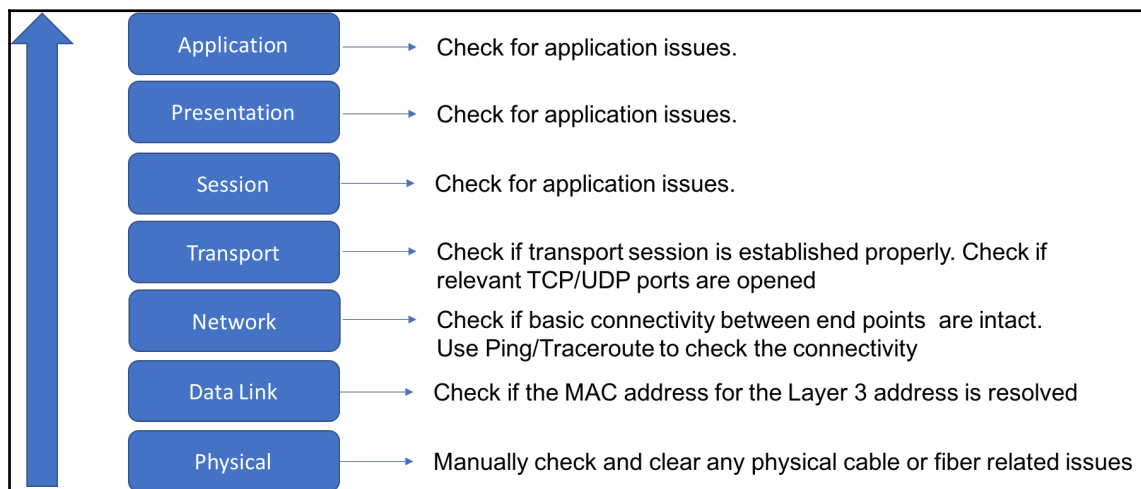 Application
Check for application issues.
Presentation
Check for application issues.
Session
Check for application issues.
Transport
Check if transport session is established properly. Check if
relevant TCP/UDP ports are opened
Network
Check if basic connectivity between end points are intact.
Use Ping/Traceroute to check the connectivity
Data Link
Check if the MAC address for the Layer 3 address is resolved
Physical
Manually check and clear any physical cable or fiber related issues